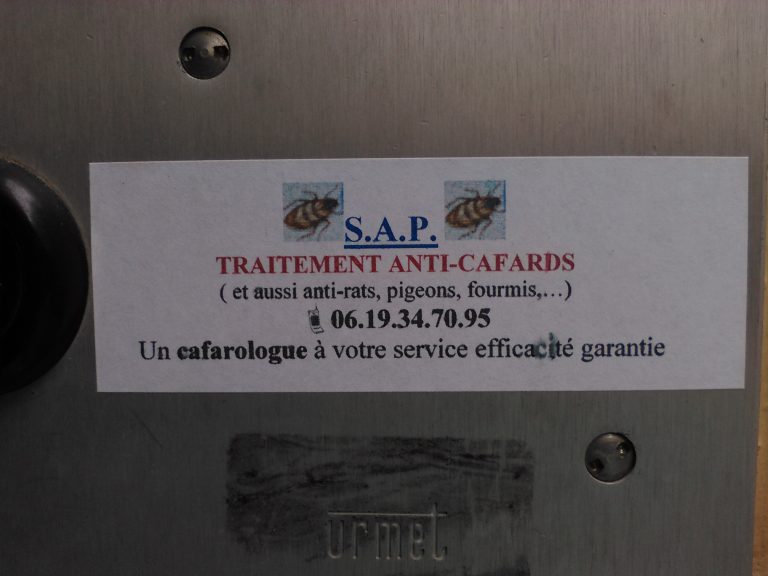 S.A.P.
TRAITEMENT ANTI-CAFARDS
( et aussi anti-rats, pigeons, fourmis,...)
06.19.34.70.95
Un cafarologue à votre service efficacité garantie
urmet